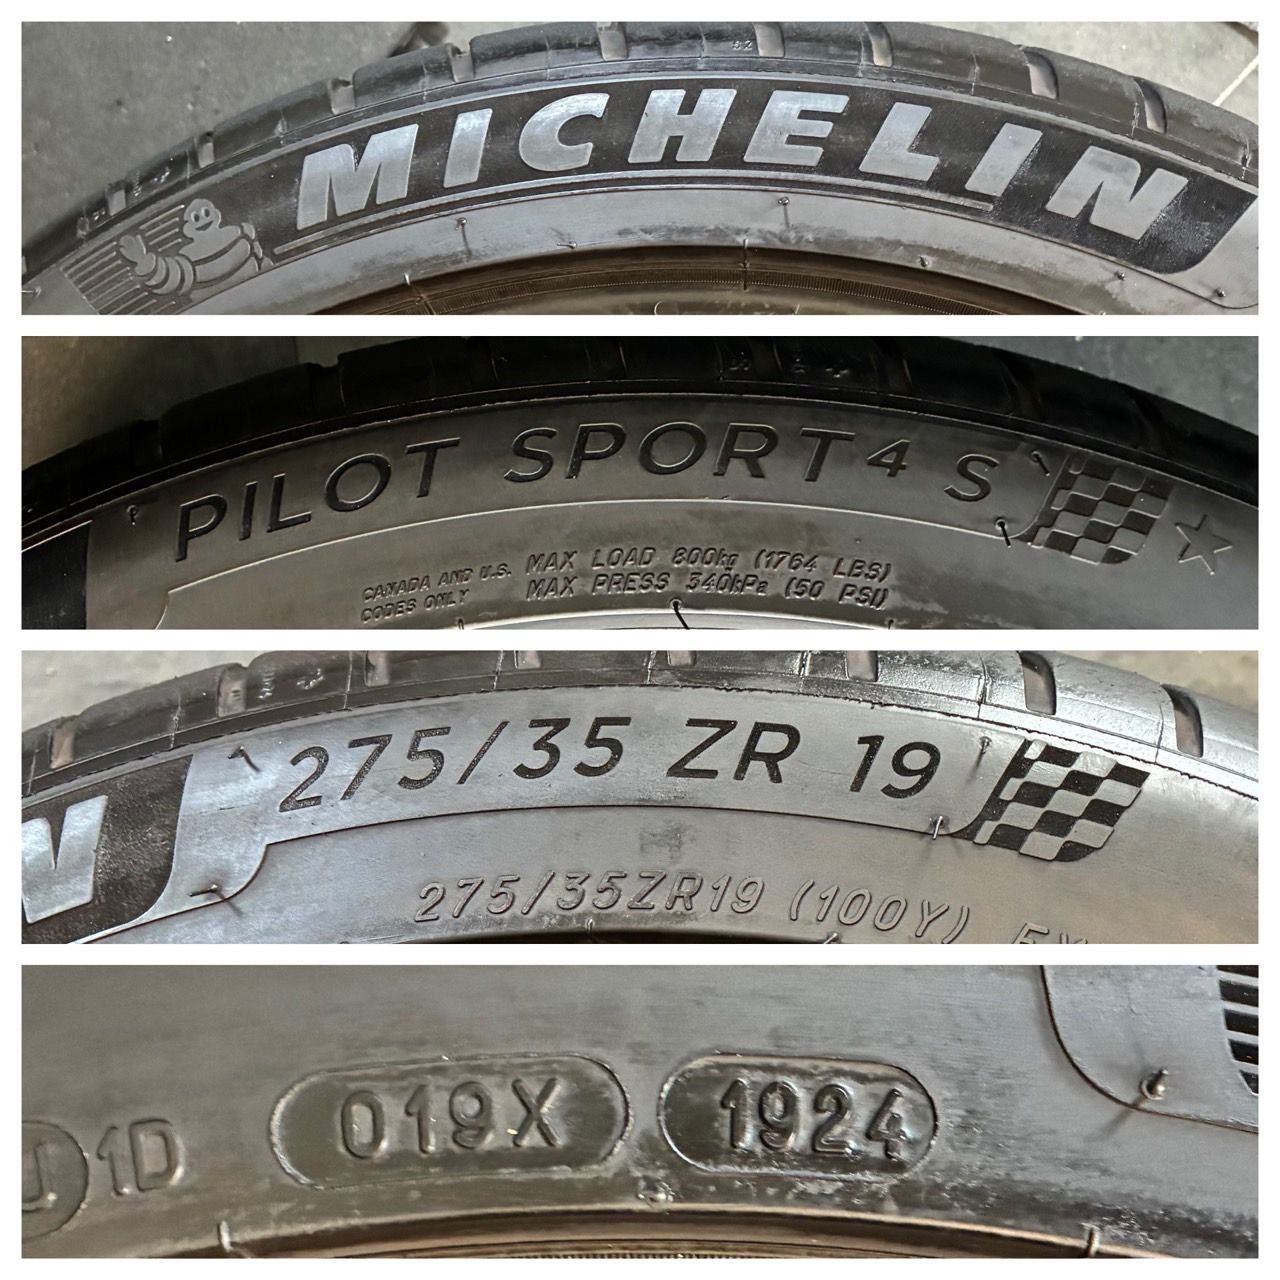 MICHELIN
PILOT SPORT 4 S
CANADA AND U.S.
CODES ONLY
MAX LOAD 800kg (1764 LBS)
MAX PRESS 340kPa (50 PSI)
275/35 ZR 19
275/35ZR19 (100Y)
1D 019X 1924